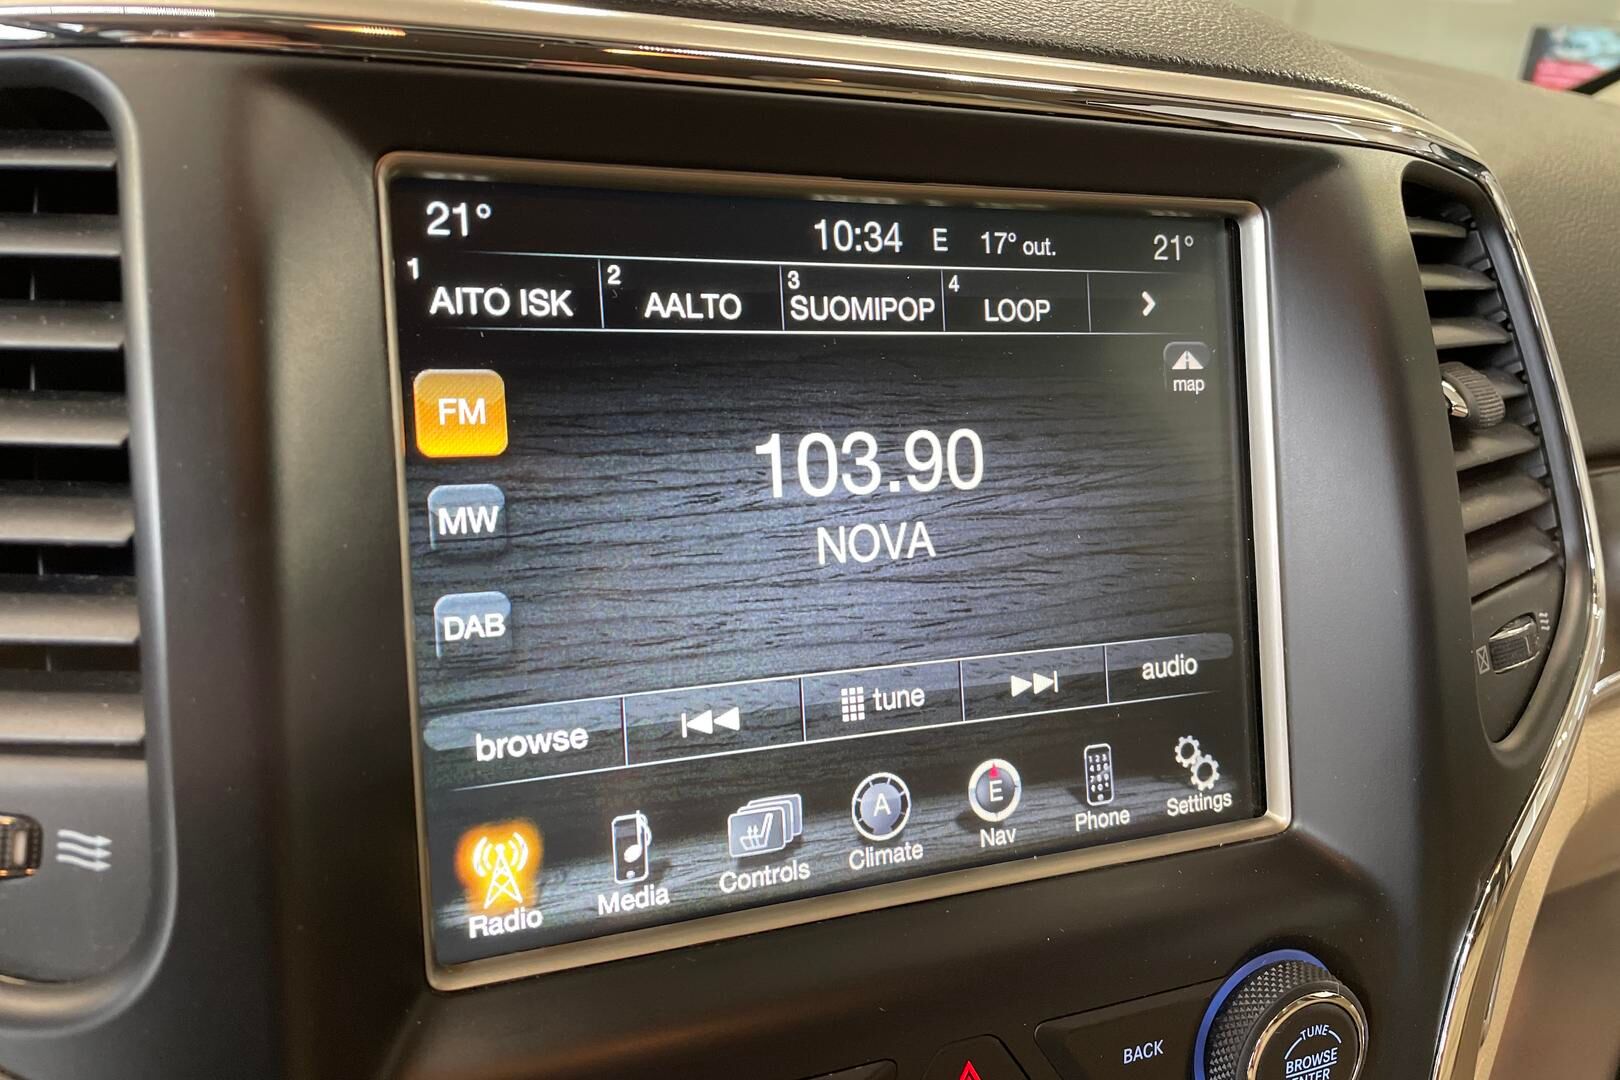 21° 10:34 E 17° out. 21°
1 AITO ISK 2 AALTO 3 SUOMIPOP 4 LOOP
map
FM
103.90
MW
NOVA
DAB
browse tune audio
Radio Media Controls A Climate E Nav Phone Settings
BACK
TUNE
BROWSE
ENTER